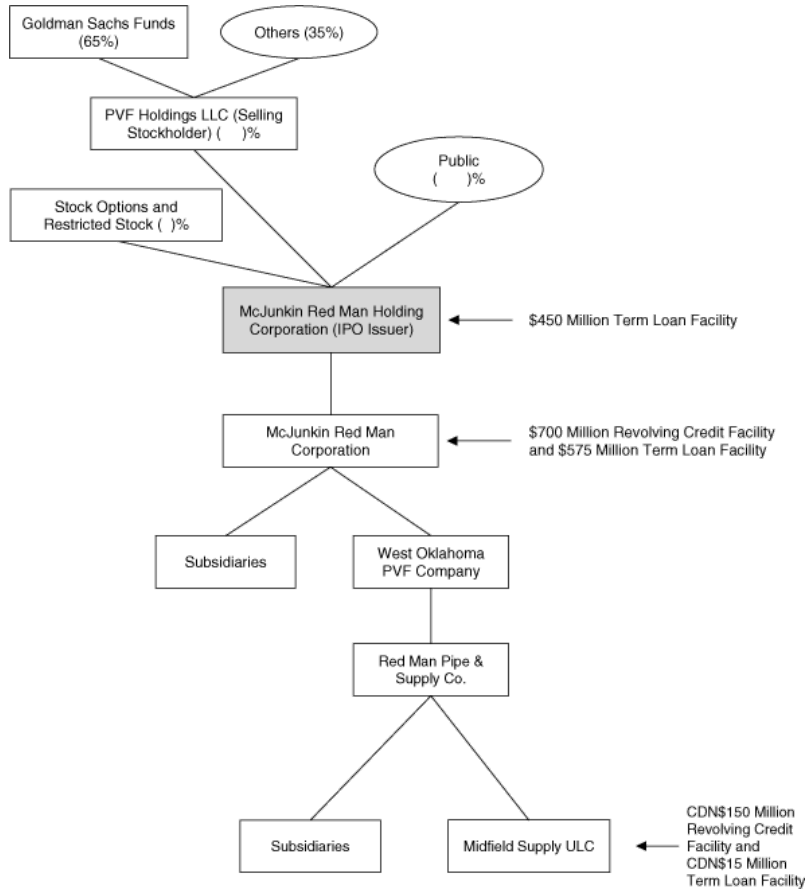 Goldman Sachs Funds
(65%)
Others (35%)
PVF Holdings LLC (Selling
Stockholder) ( )%
Public
( )%
Stock Options and
Restricted Stock ( )%
McJunkin Red Man Holding
Corporation (IPO Issuer)
$450 Million Term Loan Facility
McJunkin Red Man
Corporation
$700 Million Revolving Credit Facility
and $575 Million Term Loan Facility
Subsidiaries
West Oklahoma
PVF Company
Red Man Pipe &
Supply Co.
Subsidiaries
Midfield Supply ULC
CDN$150 Million
Revolving Credit
Facility and
CDN$15 Million
Term Loan Facility